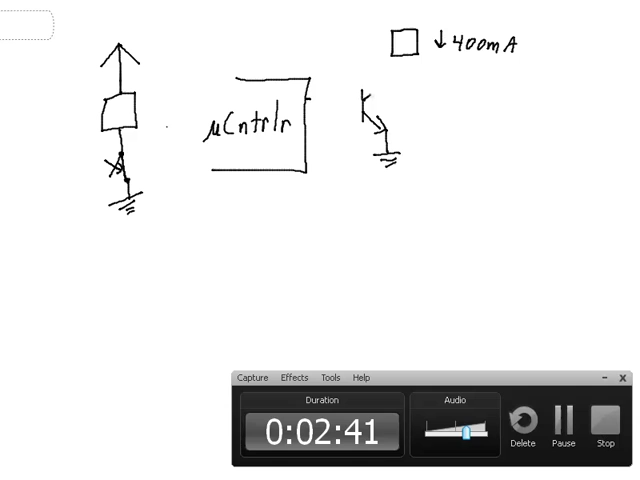 ↓ 400mA
μCntrlr
Capture Effects Tools Help
– X
Duration
Audio
0:02:41
Delete Pause Stop